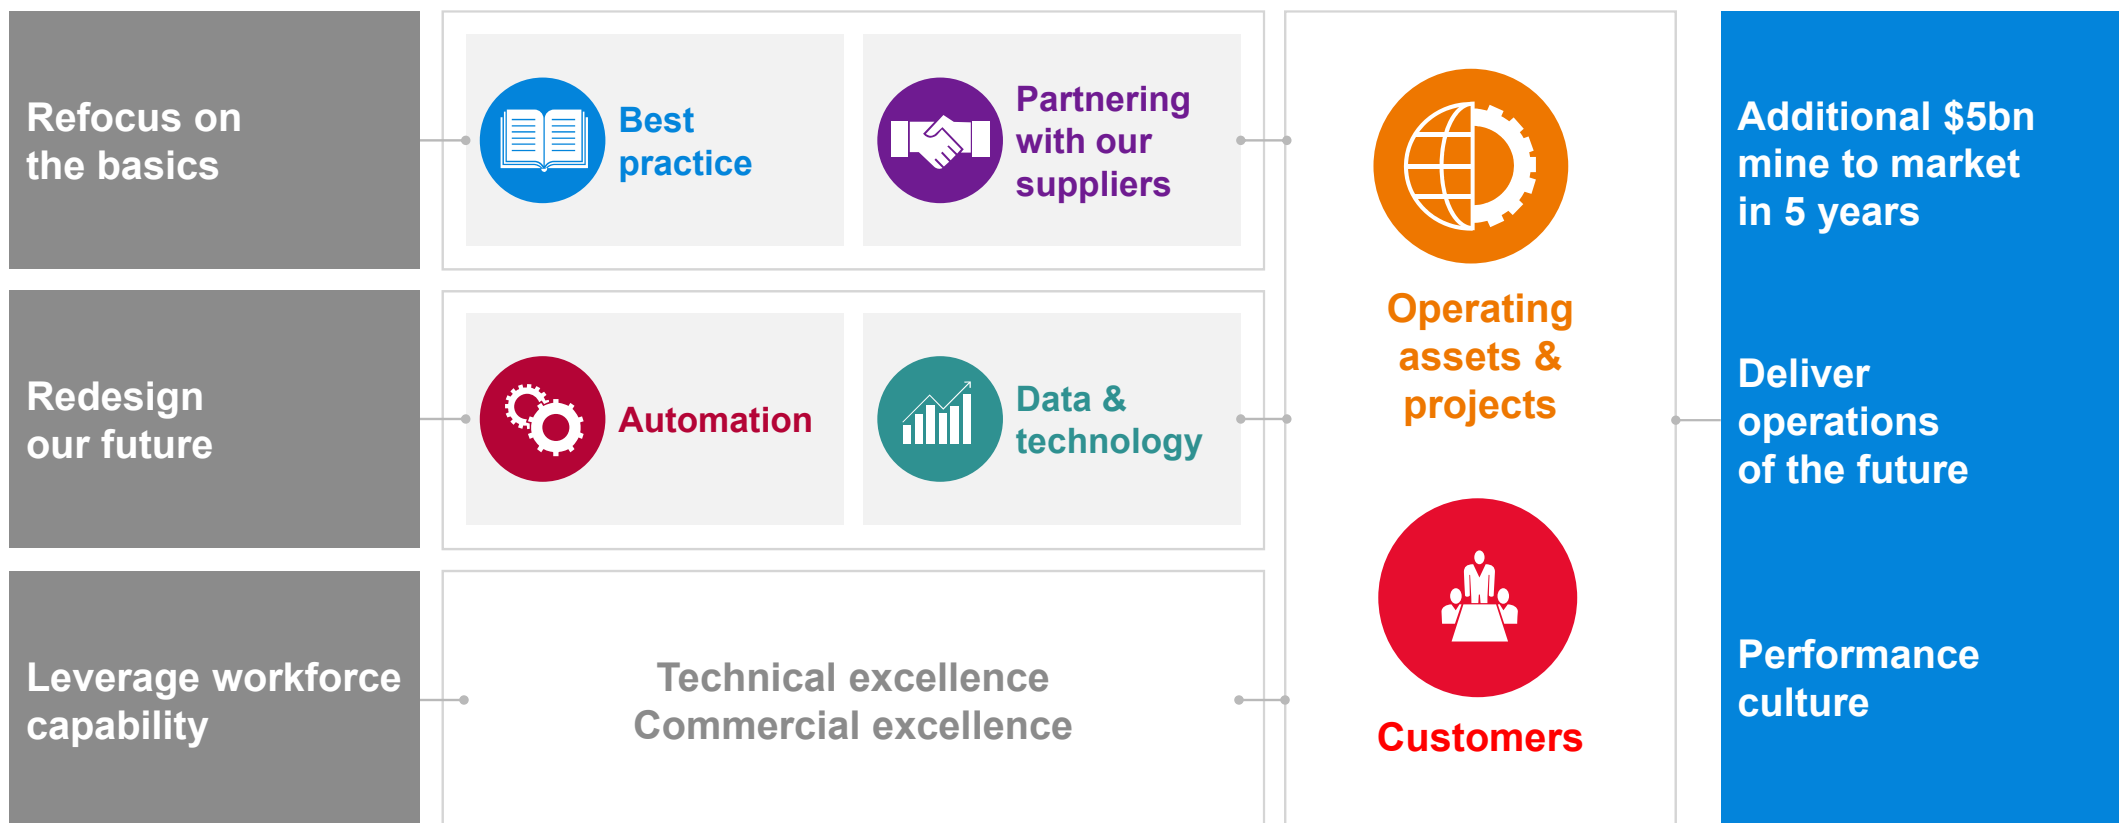 Refocus on
the basics
Best
practice
Partnering
with our
suppliers
Redesign
our future
Automation
Data &
technology
Leverage workforce
capability
Technical excellence
Commercial excellence
Operating
assets &
projects
Customers
Additional $5bn
mine to market
in 5 years
Deliver
operations
of the future
Performance
culture